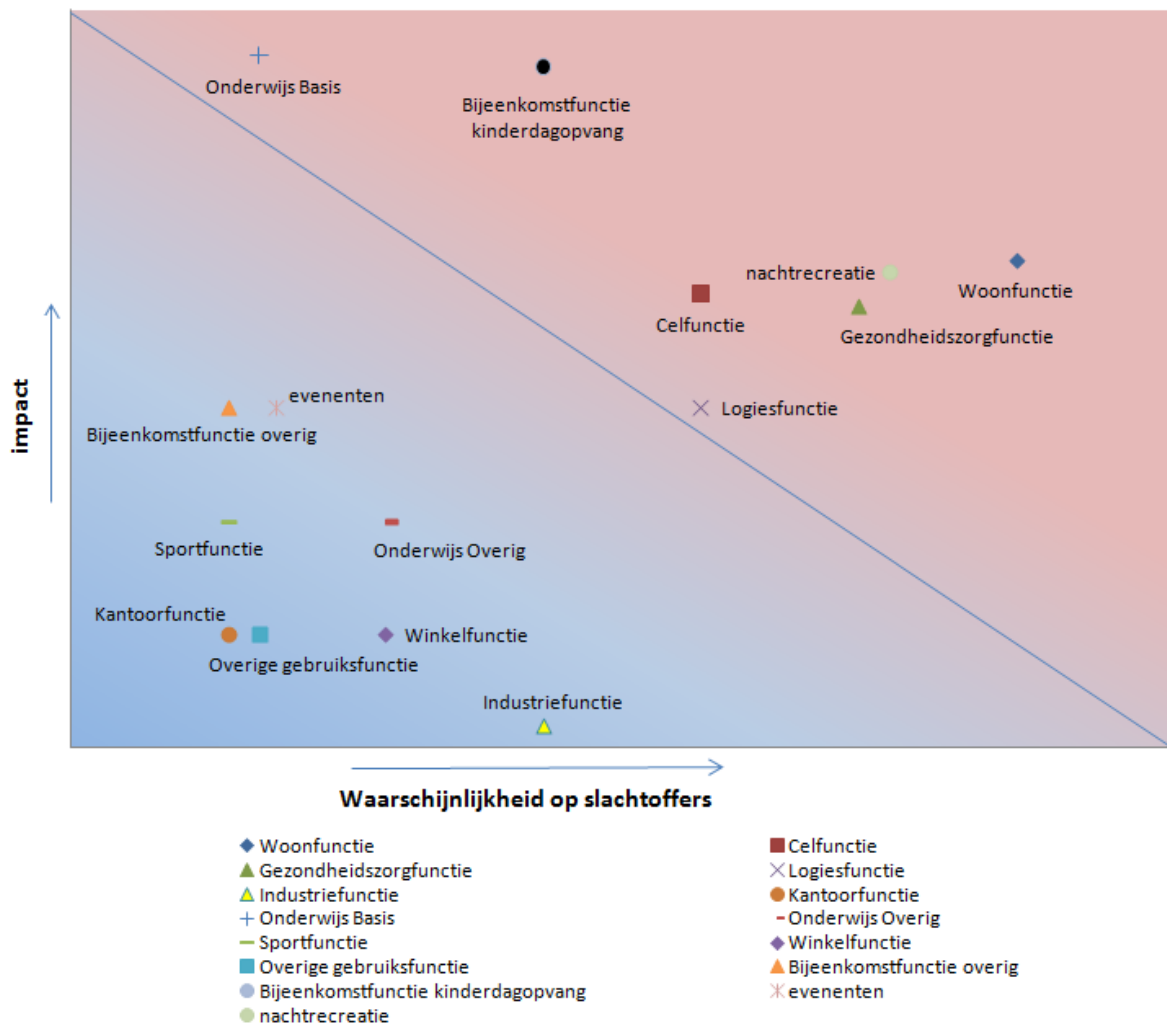 Onderwijs Basis
Bijeenkomstfunctie
kinderdagopvang
nachtrecreatie
Woonfunctie
Celfunctie
Gezondheidszorgfunctie
evenenten
Logiesfunctie
Bijeenkomstfunctie overig
impact
Sportfunctie
Onderwijs Overig
Kantoorfunctie
Winkelfunctie
Overige gebruiksfunctie
Industriefunctie
Waarschijnlijkheid op slachtoffers
Woonfunctie
Celfunctie
Gezondheidszorgfunctie
Logiesfunctie
Industriefunctie
Kantoorfunctie
Onderwijs Basis
Onderwijs Overig
Sportfunctie
Winkelfunctie
Overige gebruiksfunctie
Bijeenkomstfunctie overig
Bijeenkomstfunctie kinderdagopvang
evenenten
nachtrecreatie